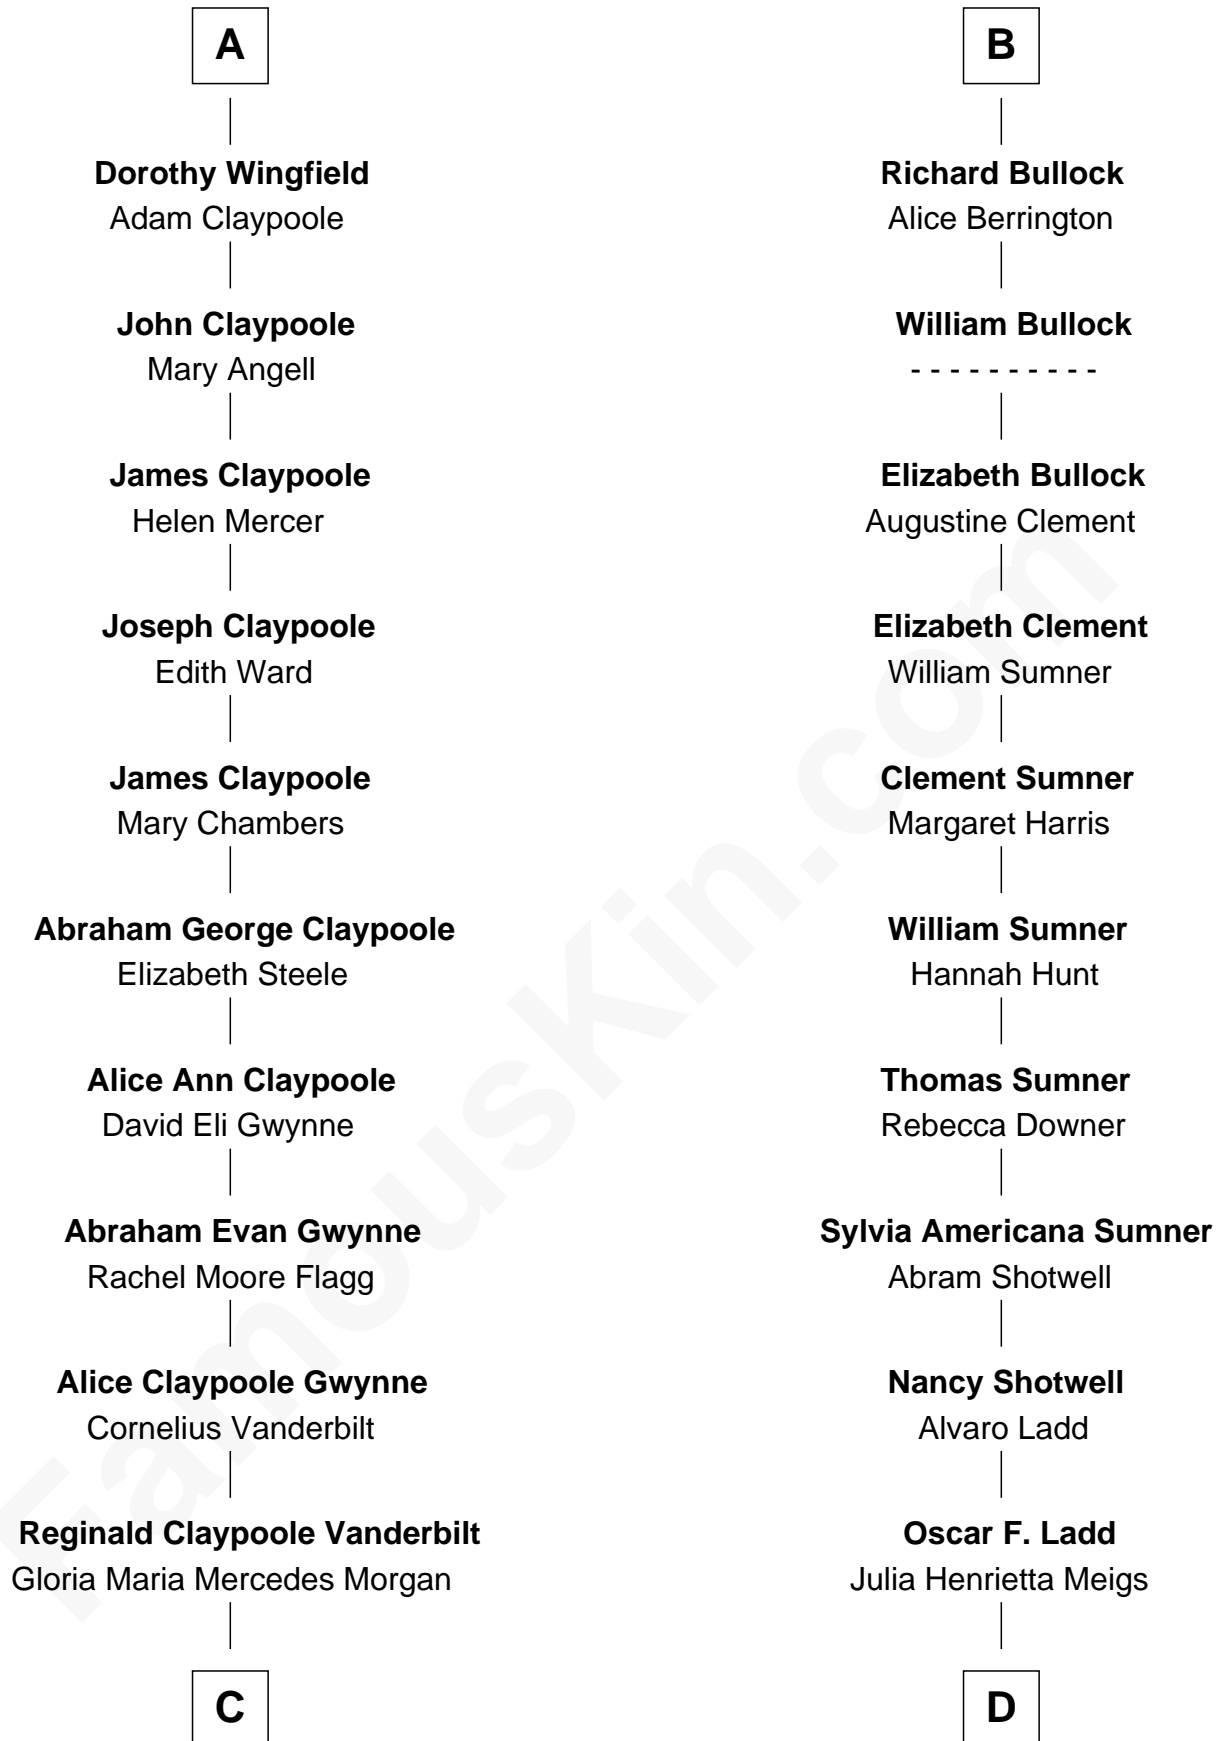 A
B
Dorothy Wingfield
Adam Claypoole
Richard Bullock
Alice Berrington
John Claypoole
Mary Angell
William Bullock
- - - - - - - - - -
James Claypoole
Helen Mercer
Elizabeth Bullock
Augustine Clement
Joseph Claypoole
Edith Ward
Elizabeth Clement
William Sumner
James Claypoole
Mary Chambers
Clement Sumner
Margaret Harris
Abraham George Claypoole
Elizabeth Steele
William Sumner
Hannah Hunt
Alice Ann Claypoole
David Eli Gwynne
Thomas Sumner
Rebecca Downer
Abraham Evan Gwynne
Rachel Moore Flagg
Sylvia Americana Sumner
Abram Shotwell
Alice Claypoole Gwynne
Cornelius Vanderbilt
Nancy Shotwell
Alvaro Ladd
Reginald Claypoole Vanderbilt
Gloria Maria Mercedes Morgan
Oscar F. Ladd
Julia Henrietta Meigs
C
D
FamousKin.com